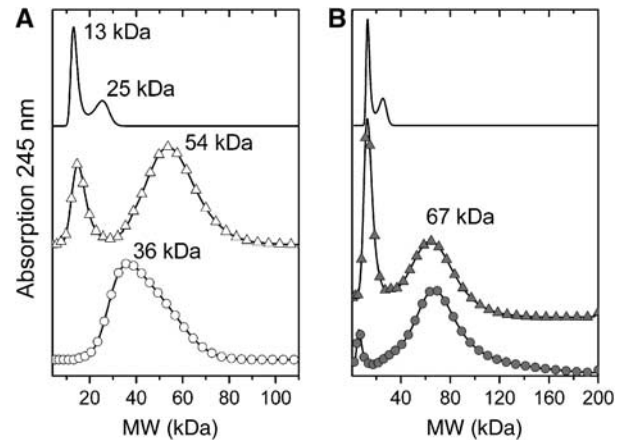 A
13 kDa
25 kDa
54 kDa
36 kDa
Absorption 245 nm
20 40 60 80 100
MW (kDa)
B
67 kDa
40 80 120 160 200
MW (kDa)